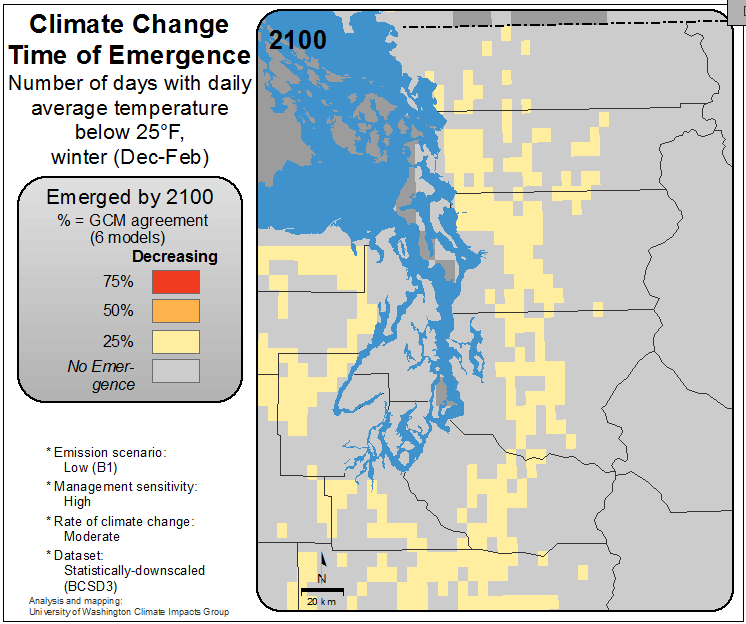 Climate Change
Time of Emergence
Number of days with daily
average temperature
below 25°F,
winter (Dec-Feb)
Emerged by 2100
% = GCM agreement
(6 models)
Decreasing
75%
50%
25%
No Emer-
gence
* Emission scenario:
Low (B1)
* Management sensitivity:
High
* Rate of climate change:
Moderate
* Dataset:
Statistically-downscaled
(BCSD3)
Analysis and mapping:
University of Washington Climate Impacts Group
2100
N
20 km